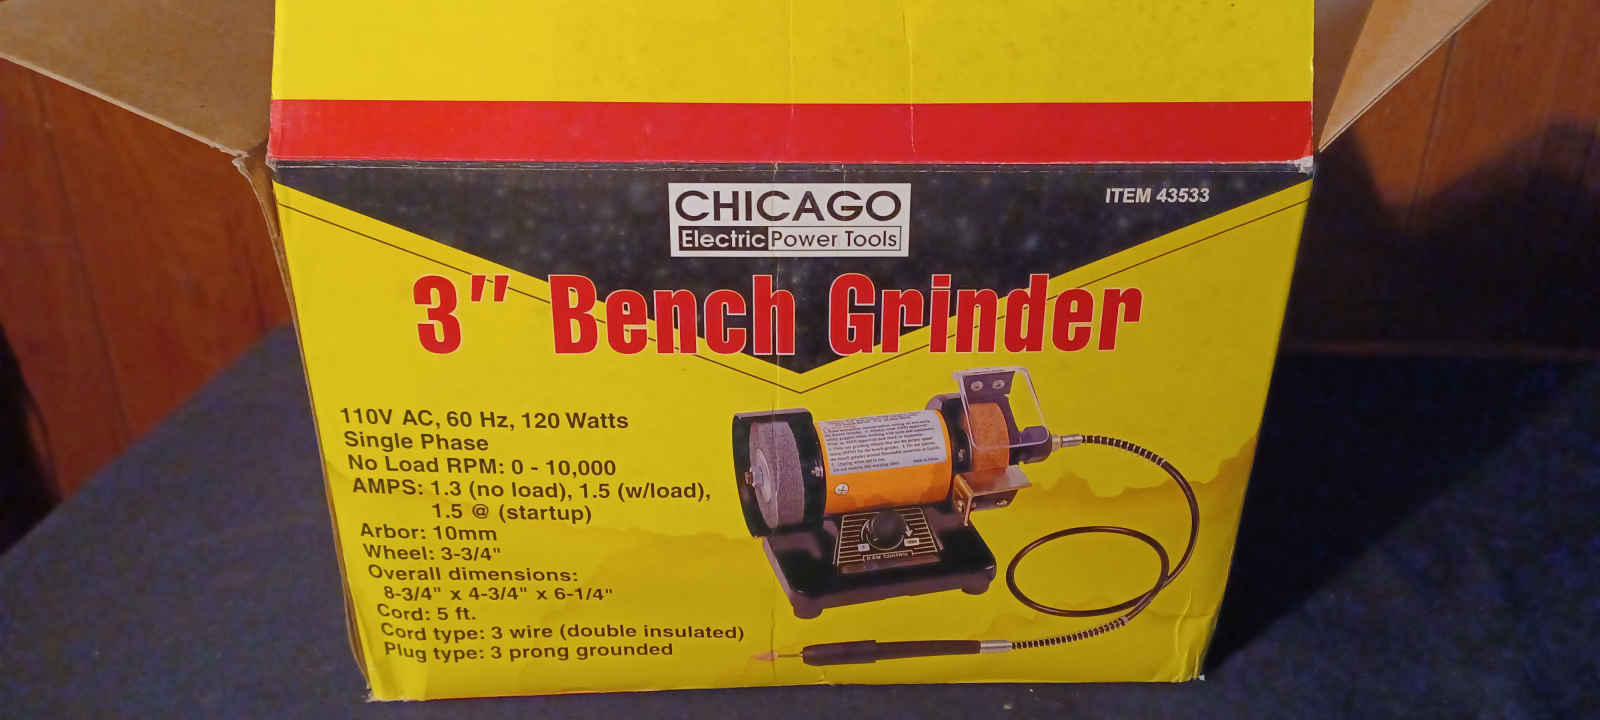 CHICAGO
Electric Power Tools
ITEM 43533
3" Bench Grinder
110V AC, 60 Hz, 120 Watts
Single Phase
No Load RPM: 0 - 10,000
AMPS: 1.3 (no load), 1.5 (w/load),
1.5 @ (startup)
Arbor: 10mm
Wheel: 3-3/4"
Overall dimensions:
8-3/4" x 4-3/4" x 6-1/4"
Cord: 5 ft.
Cord type: 3 wire (double insulated)
Plug type: 3 prong grounded